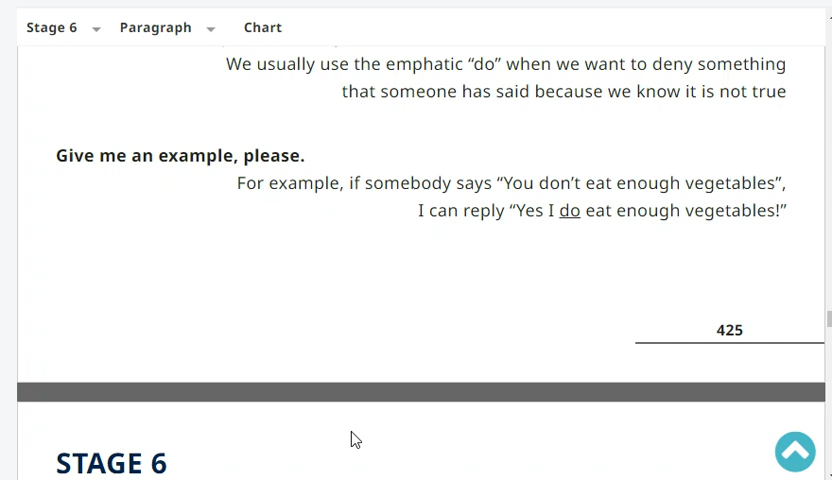 Stage 6 Paragraph Chart
We usually use the emphatic “do” when we want to deny something
that someone has said because we know it is not true
Give me an example, please.
For example, if somebody says “You don’t eat enough vegetables”,
I can reply “Yes I do eat enough vegetables!”
425
STAGE 6